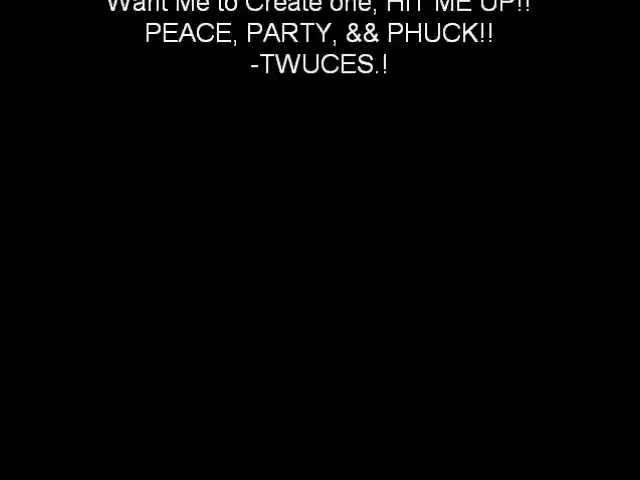 Want Me to Create one, HIT ME UP!!
PEACE, PARTY, && PHUCK!!
-TWUCES.!